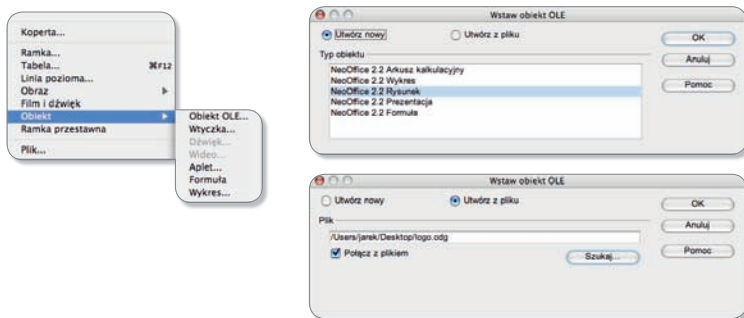 Koperta...
Ramka...
Tabela... ⌘F12
Linia pozioma...
Obraz
Film i dźwięk
Obiekt
Ramka przestawna
Plik...
Obiekt OLE...
Wtyczka...
Dźwięk...
Wideo...
Aplet...
Formuła
Wykres...
Wstaw obiekt OLE
Utwórz nowy Utwórz z pliku OK
Typ obiektu Anuluj
NeoOffice 2.2 Arkusz kalkulacyjny
NeoOffice 2.2 Wykres Pomoc
NeoOffice 2.2 Rysunek
NeoOffice 2.2 Prezentacja
NeoOffice 2.2 Formuła
Wstaw obiekt OLE
Utwórz nowy Utwórz z pliku OK
Plik Anuluj
/Users/jarek/Desktop/logo.odg
Połącz z plikiem Szukaj... Pomoc